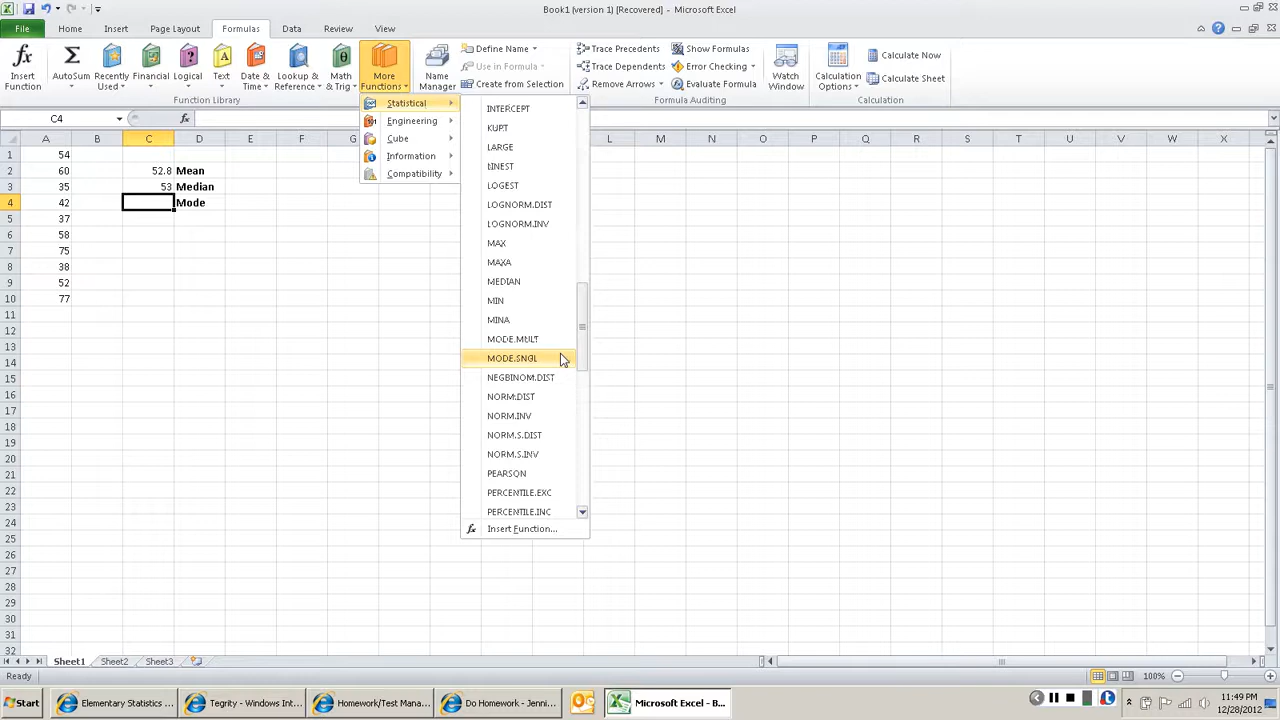 Book1 (version 1) [Recovered] - Microsoft Excel
File Home Insert Page Layout Formulas Data Review View
Insert Function
AutoSum
Recently Used
Financial
Logical
Text
Date & Time
Lookup & Reference
Math & Trig
More Functions
Name Manager
Define Name
Use in Formula
Create from Selection
Trace Precedents
Trace Dependents
Remove Arrows
Show Formulas
Error Checking
Evaluate Formula
Watch Window
Calculation Options
Calculate Now
Calculate Sheet
Function Library
Formula Auditing
Calculation
C4
fx
Statistical
Engineering
Cube
Information
Compatibility
INTERCEPT
KURT
LARGE
LINEST
LOGEST
LOGNORM.DIST
LOGNORM.INV
MAX
MAXA
MEDIAN
MIN
MINA
MODE.MULT
MODE.SNGL
NEGBINOM.DIST
NORM.DIST
NORM.INV
NORM.S.DIST
NORM.S.INV
PEARSON
PERCENTILE.EXC
PERCENTILE.INC
fx Insert Function...
A B C D E F G L M N O P Q R S T U V W X
1 54
2 60 52.8 Mean
3 35 53 Median
4 42 Mode
5 37
6 58
7 75
8 38
9 52
10 77
11
12
13
14
15
16
17
18
19
20
21
22
23
24
25
26
27
28
29
30
31
32
Sheet1 Sheet2 Sheet3
Ready
100%
Start
Elementary Statistics ...
Tegrity - Windows Int...
Homework/Test Mana...
Do Homework - Jenni...
Microsoft Excel - B...
11:49 PM
12/28/2012